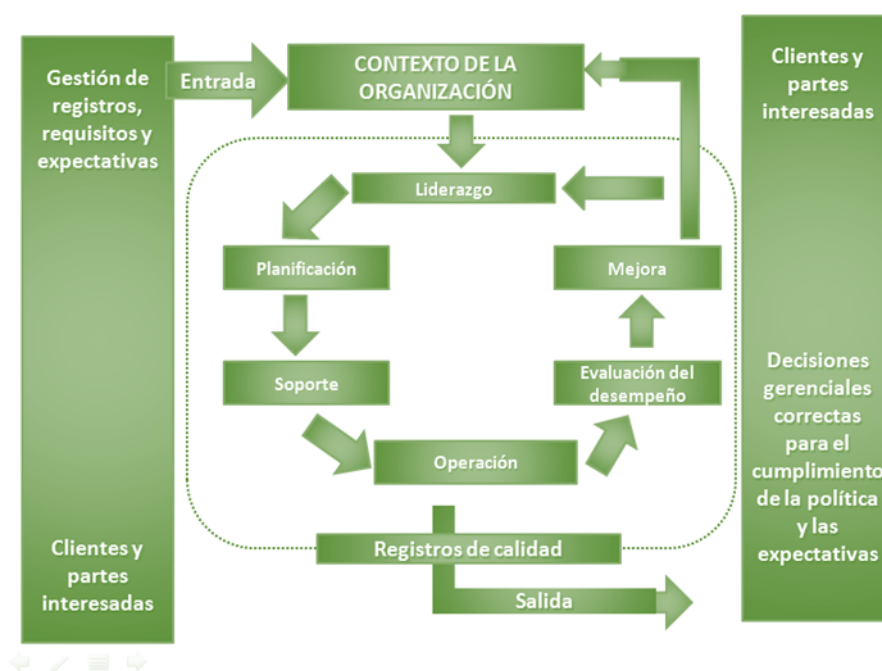 Gestión de
registros,
requisitos y
expectativas
Clientes y
partes
interesadas
Entrada
CONTEXTO DE LA
ORGANIZACIÓN
Liderazgo
Planificación
Mejora
Soporte
Evaluación del
desempeño
Operación
Registros de calidad
Salida
Clientes y
partes
interesadas
Decisiones
gerenciales
correctas
para el
cumplimiento
de la política
y las
expectativas